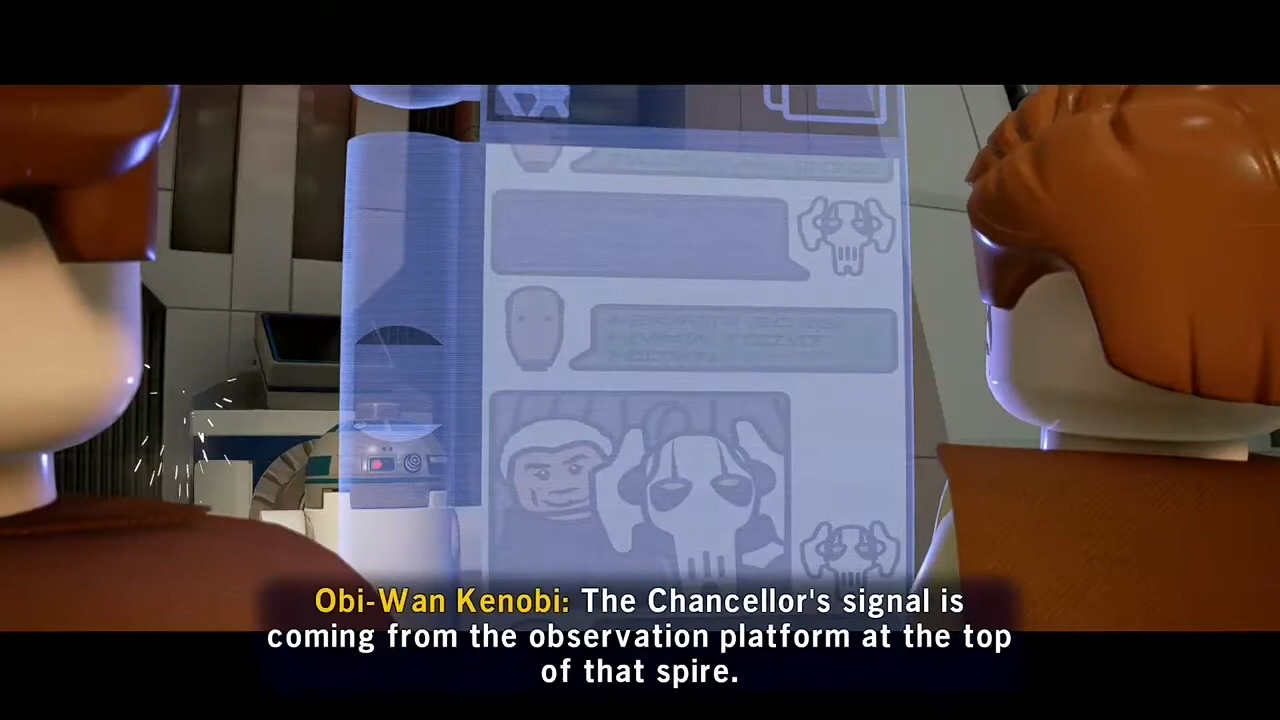 Obi-Wan Kenobi: The Chancellor's signal is
coming from the observation platform at the top
of that spire.